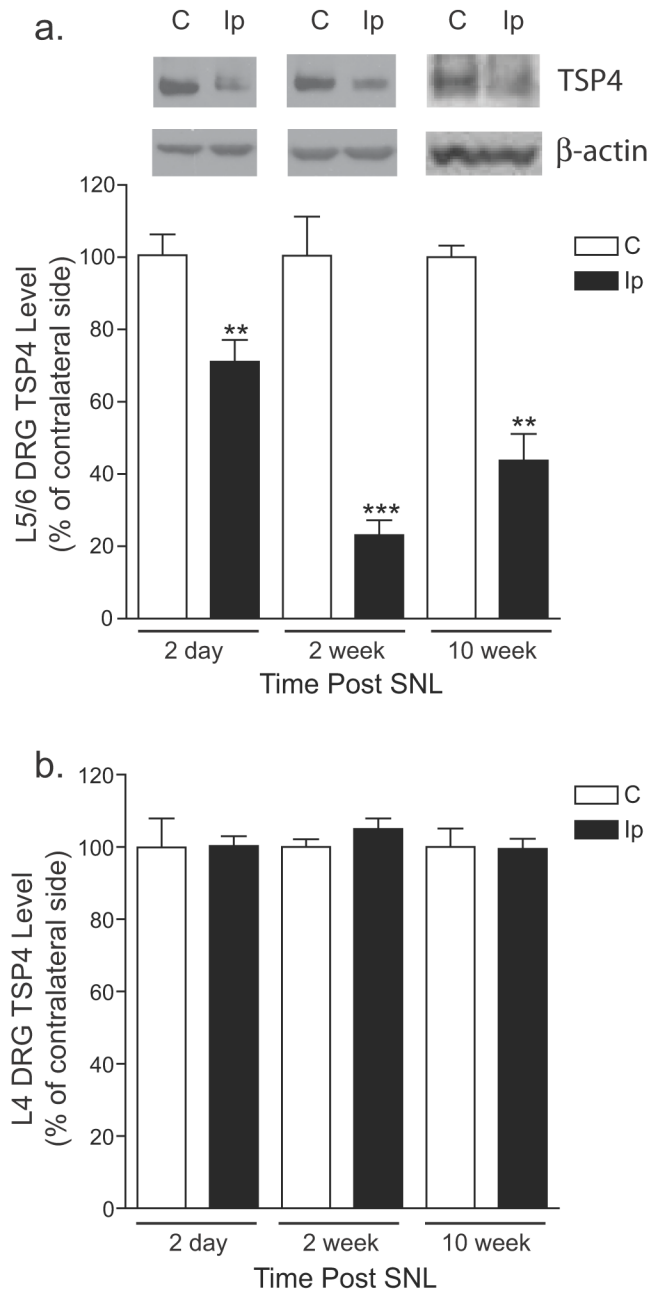 a.
C Ip C Ip C Ip
TSP4
β-actin
L5/6 DRG TSP4 Level
(% of contralateral side)
120
100
80
60
40
20
0
** *** **
C
Ip
2 day 2 week 10 week
Time Post SNL
b.
L4 DRG TSP4 Level
(% of contralateral side)
120
100
80
60
40
20
0
C
Ip
2 day 2 week 10 week
Time Post SNL